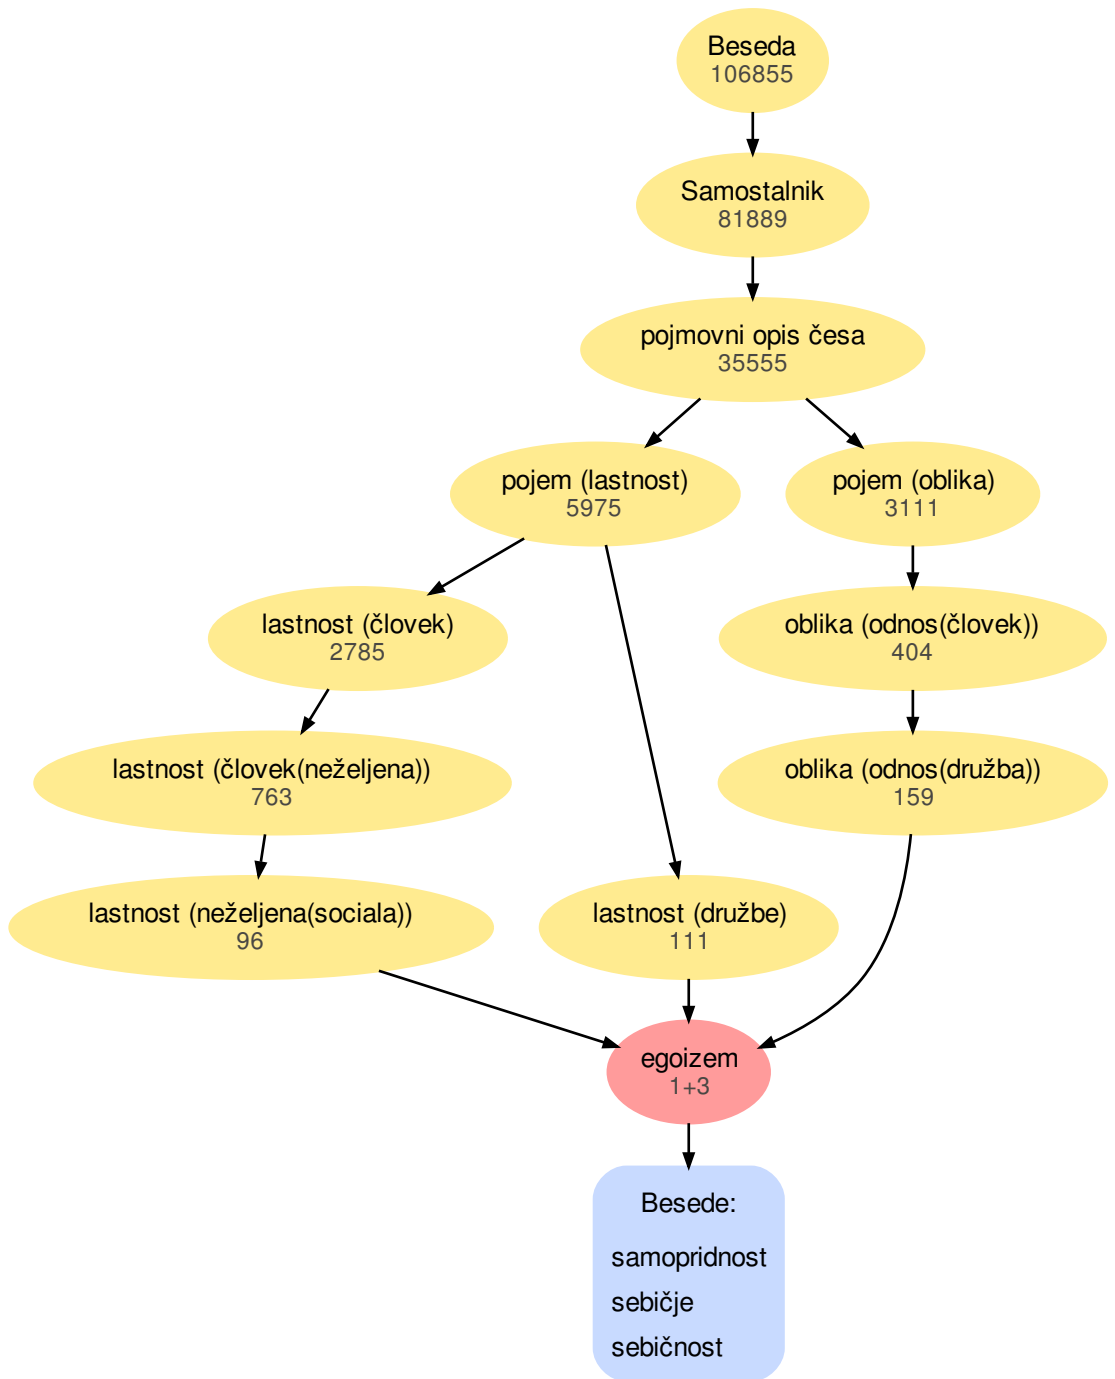 Beseda
106855
Samostalnik
81889
pojmovni opis česa
35555
pojem (lastnost)
5975
pojem (oblika)
3111
lastnost (človek)
2785
oblika (odnos(človek))
404
lastnost (človek(neželjena))
763
oblika (odnos(družba))
159
lastnost (neželjena(sociala))
96
lastnost (družbe)
111
egoizem
1+3
Besede:
samopridnost
sebičje
sebičnost